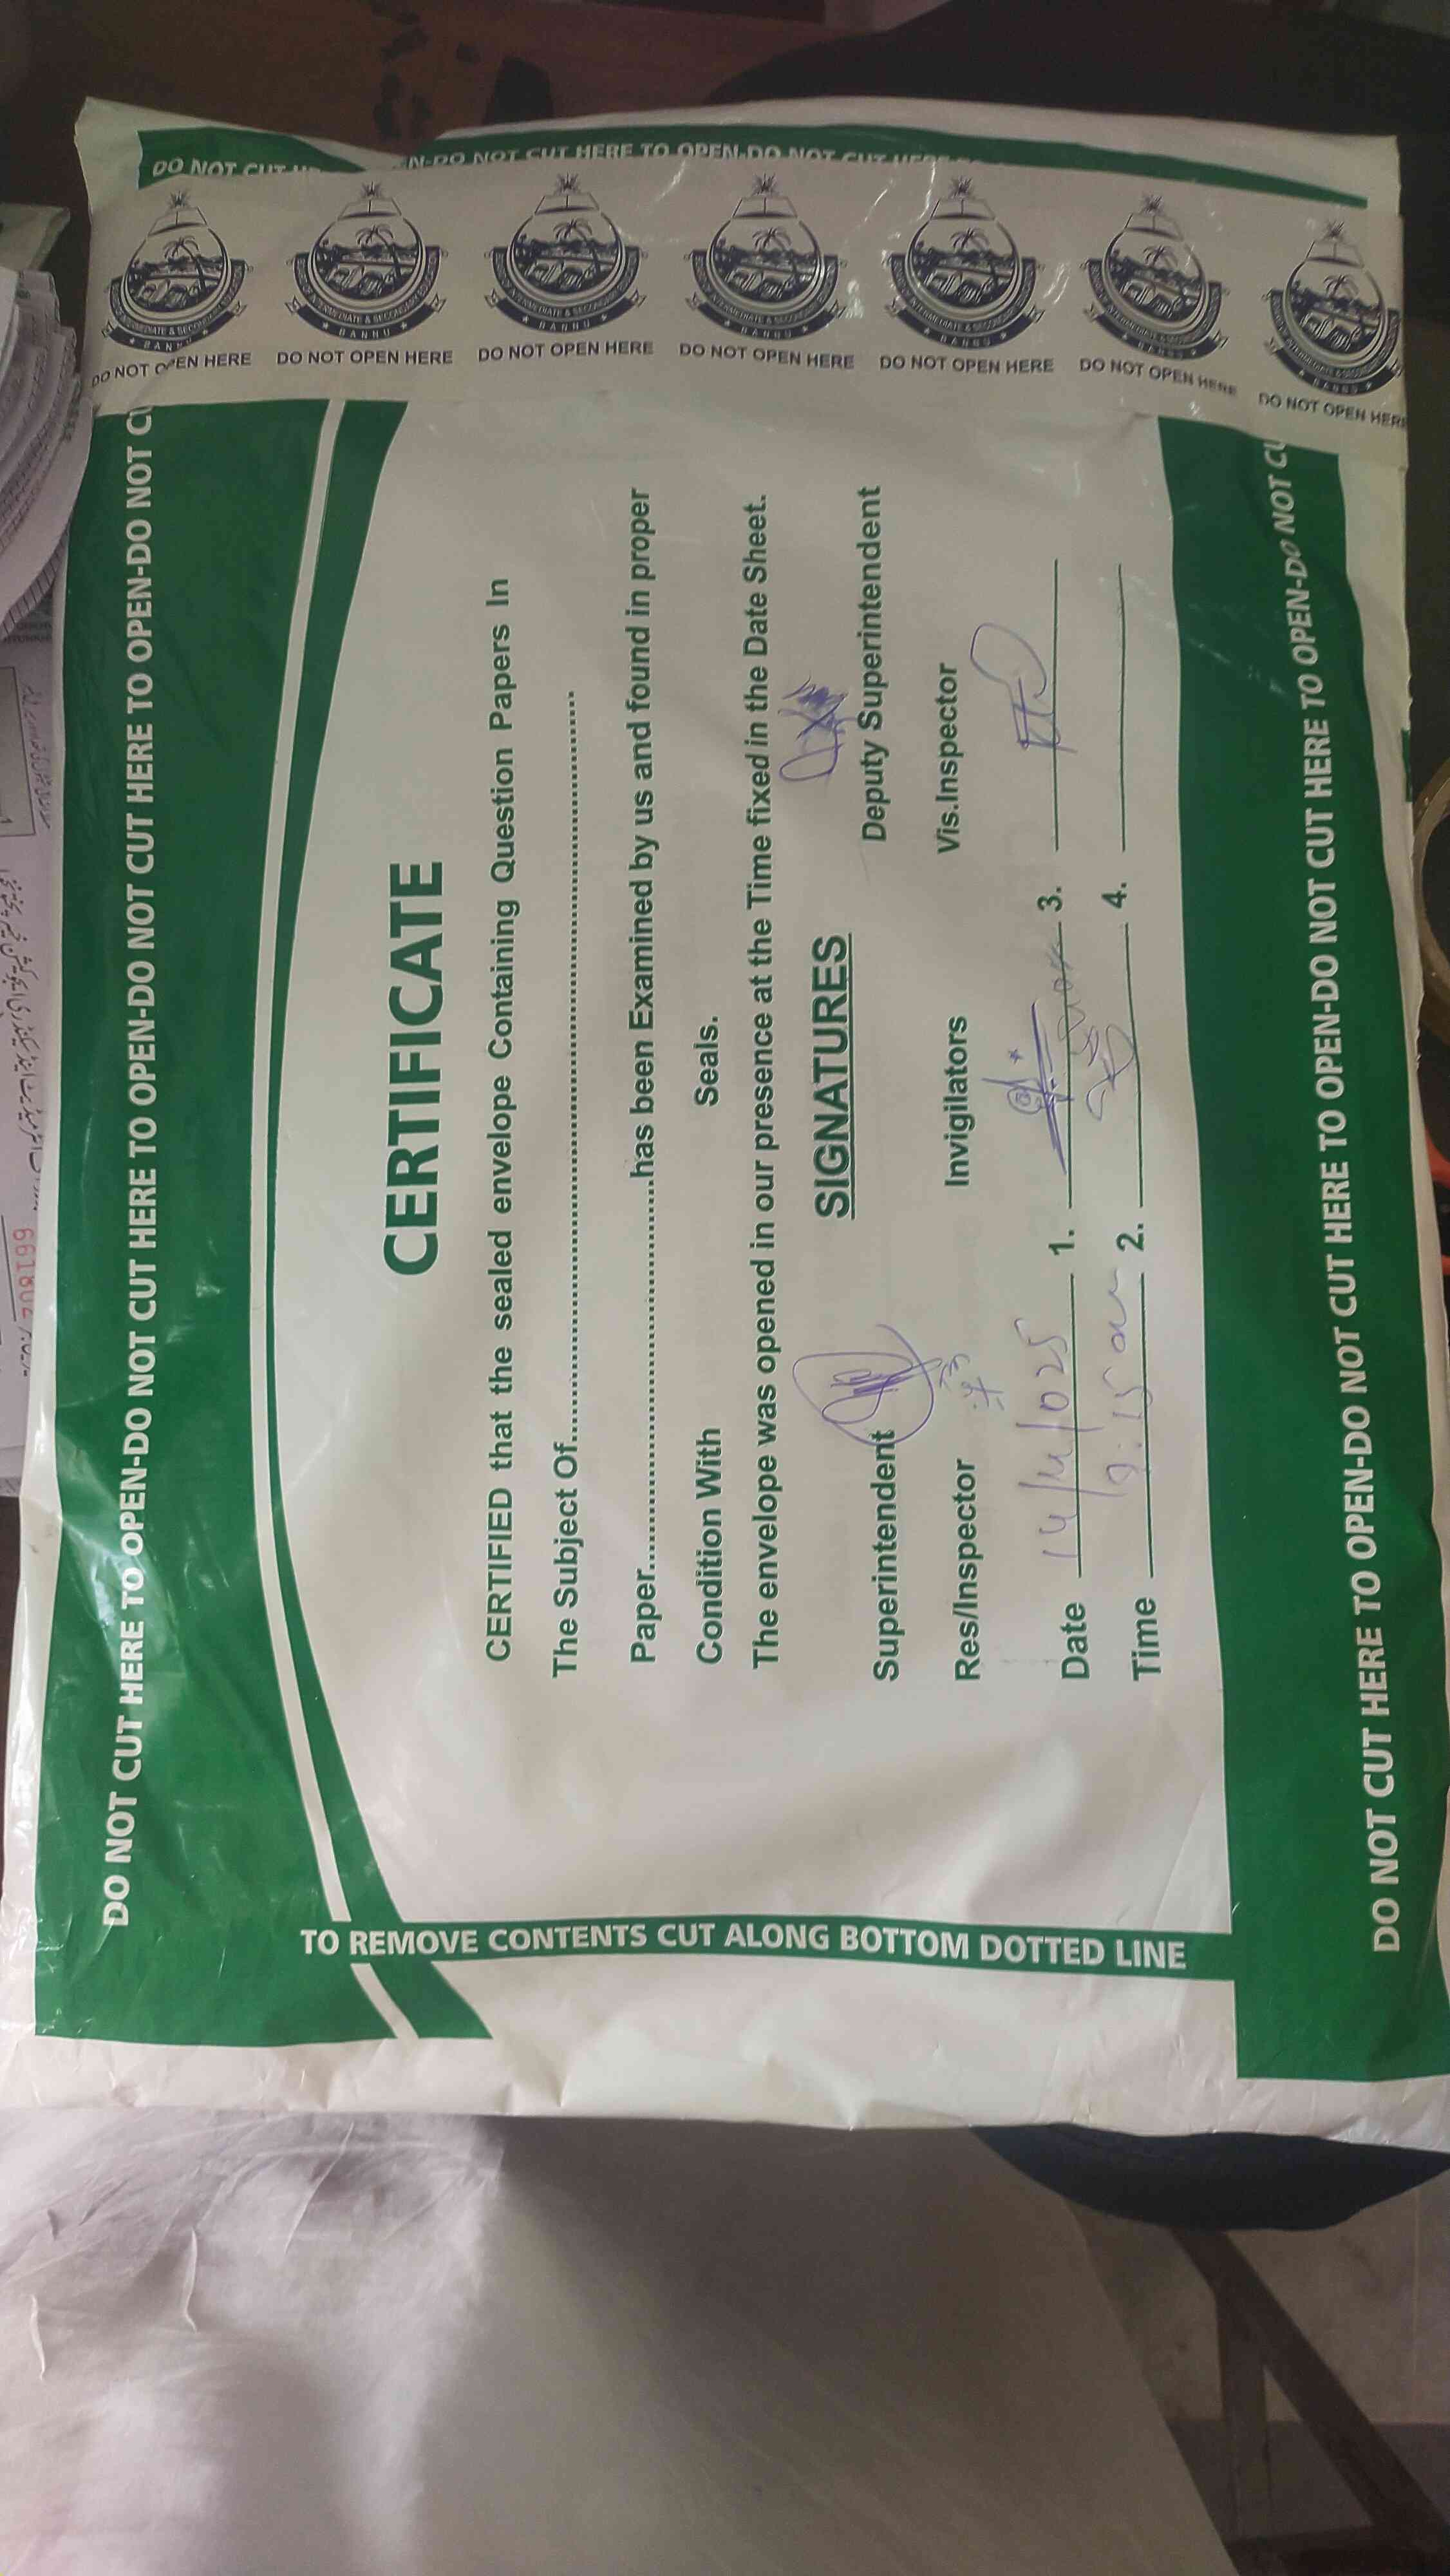 DO NOT CUT HERE TO OPEN-DO NOT CUT HERE TO OPEN-DO NOT CUT HERE TO OPEN-DO NOT CU
CERTIFICATE
CERTIFIED that the sealed envelope Containing Question Papers In
The Subject Of................................................
Paper........................has been Examined by us and found in proper
Condition With Seals.
The envelope was opened in our presence at the Time fixed in the Date Sheet.
SIGNATURES
Superintendent Deputy Superintendent
Res/Inspector Invigilators Vis.Inspector
Date 14/4/025 1. 3.
Time 9:15 am 2. 4.
DO NOT CUT HERE TO OPEN-DO NOT CUT HERE TO OPEN-DO NOT CUT HERE TO OPEN-DO NOT CU
TO REMOVE CONTENTS CUT ALONG BOTTOM DOTTED LINE
DO NOT CUT
N-DO NOT CUT HERE TO OPEN-DO NOT CUT HERE
INTERMEDIATE & SECONDARY
BANNU
DO NOT OPEN HERE DO NOT OPEN HERE DO NOT OPEN HERE DO NOT OPEN HERE DO NOT OPEN HERE DO NOT OPEN HERE DO NOT OPEN HERE